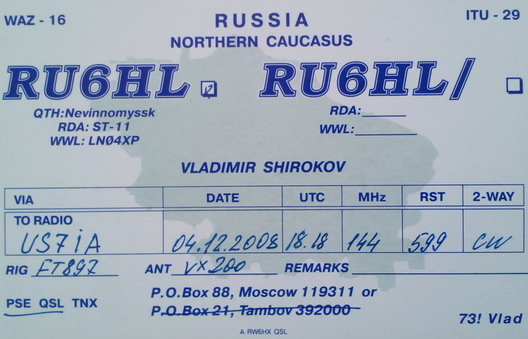 WAZ - 16 RUSSIA ITU - 29
NORTHERN CAUCASUS
RU6HL RU6HL/
QTH:Nevinnomyssk RDA:
RDA: ST-11 WWL:
WWL: LNØ4XP
VLADIMIR SHIROKOV
VIA DATE UTC MHz RST 2-WAY
TO RADIO
US7IA 04.12.2008 18.18 144 599 CW
RIG FT897 ANT VX200 REMARKS
PSE QSL TNX P.O.Box 88, Moscow 119311 or
P.O.Box 21, Tambov 392000
73! Vlad
A RW6HX QSL